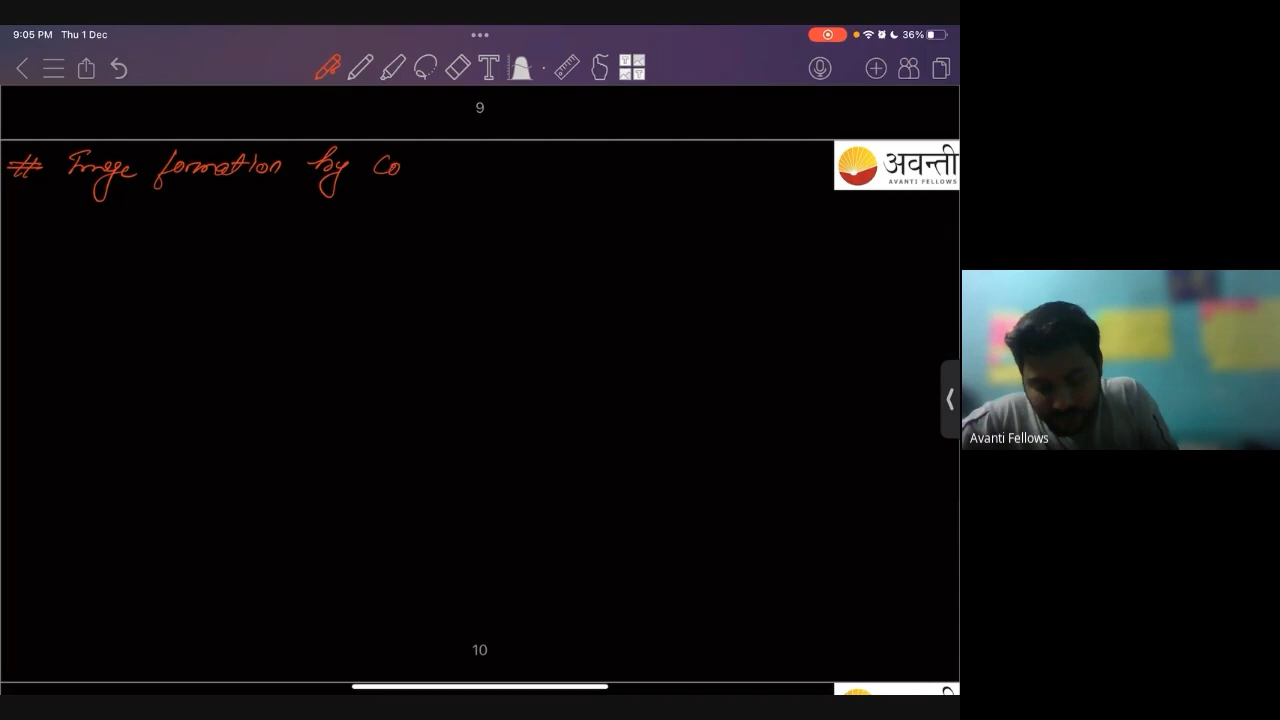 9:05 PM Thu 1 Dec
36%
9
# Image formation by Co
अवन्ती
AVANTI FELLOWS
Avanti Fellows
10